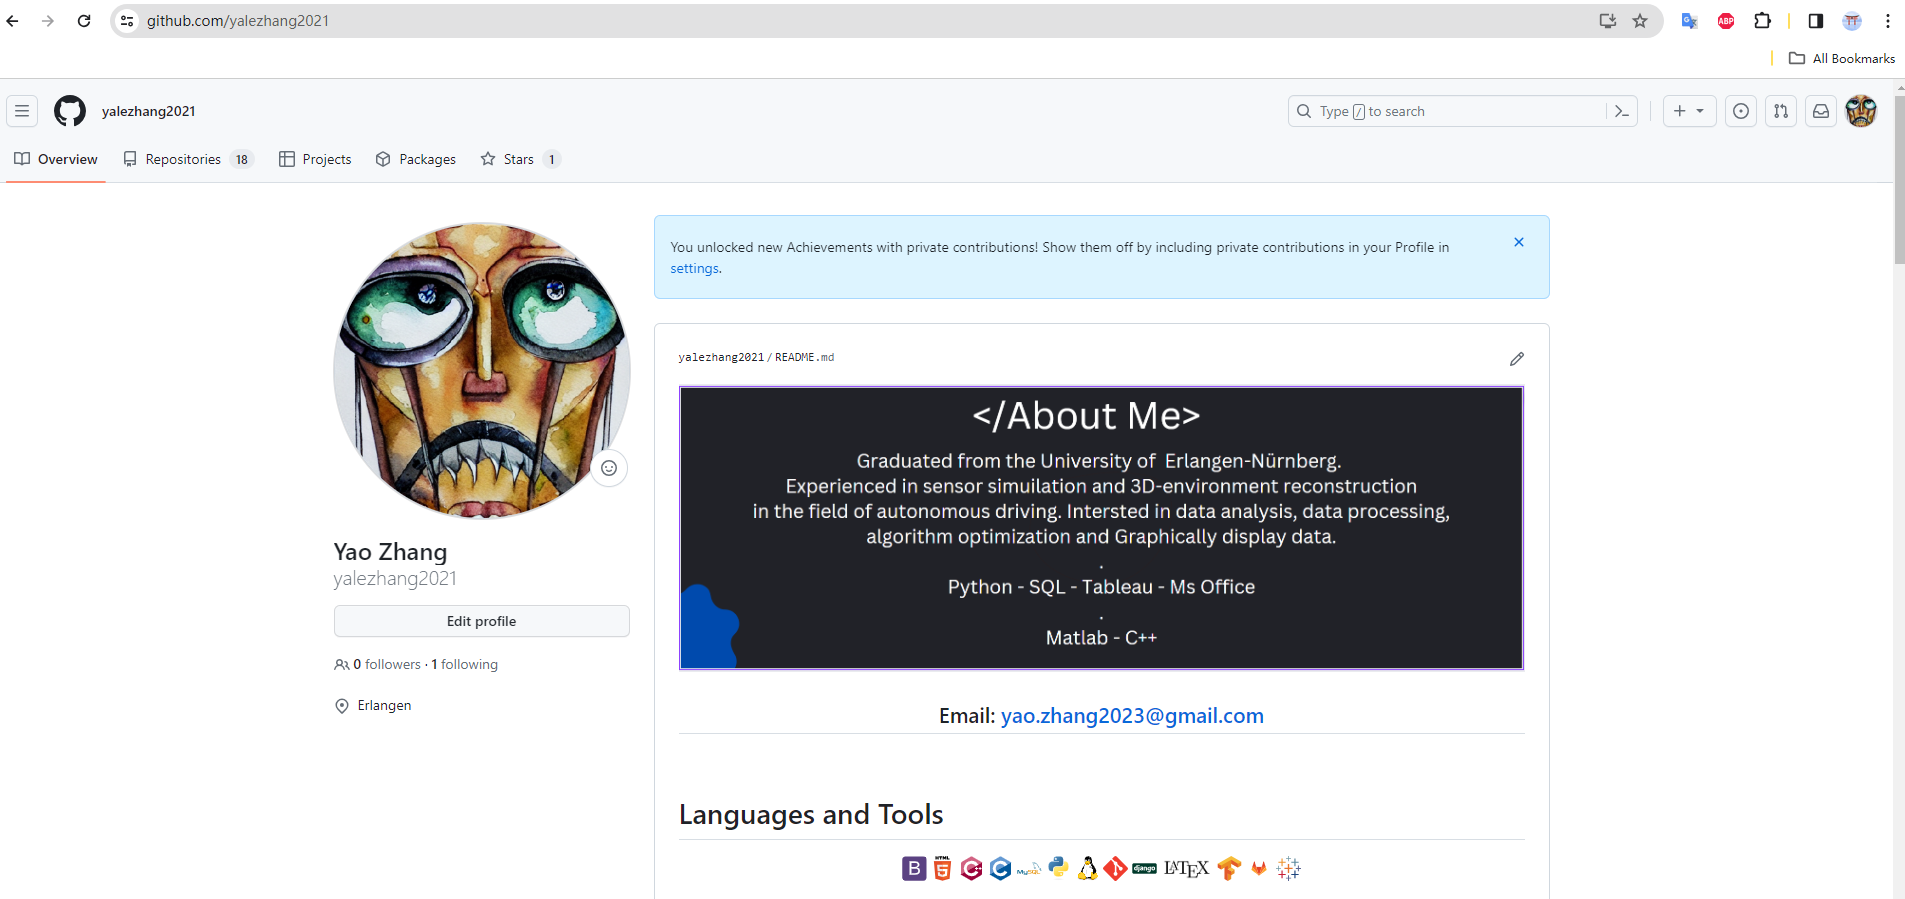 github.com/yalezhang2021
All Bookmarks
yalezhang2021
Type / to search
Overview
Repositories 18
Projects
Packages
Stars 1
You unlocked new Achievements with private contributions! Show them off by including private contributions in your Profile in
settings.
yalezhang2021/README.md
</About Me>
Graduated from the University of Erlangen-Nürnberg.
Experienced in sensor simuilation and 3D-environment reconstruction
in the field of autonomous driving. Intersted in data analysis, data processing,
algorithm optimization and Graphically display data.
.
Python - SQL - Tableau - Ms Office
.
Matlab - C++
Yao Zhang
yalezhang2021
Edit profile
0 followers · 1 following
Erlangen
Email: yao.zhang2023@gmail.com
Languages and Tools
B HTML 5 C++ C MySQL django LATEX
ABP